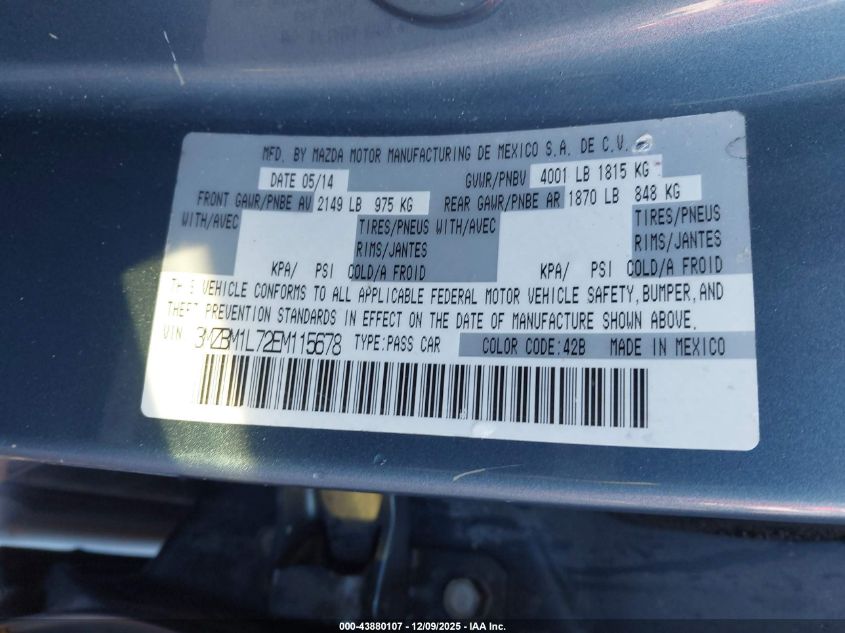 MFD. BY MAZDA MOTOR MANUFACTURING DE MEXICO S.A. DE C.V.
DATE 05/14 GVWR/PNBV 4001 LB 1815 KG
FRONT GAWR/PNBE AV 2149 LB 975 KG REAR GAWR/PNBE AR 1870 LB 848 KG
WITH/AVEC TIRES/PNEUS WITH/AVEC TIRES/PNEUS
RIMS/JANTES RIMS/JANTES
KPA/ PSI COLD/A FROID KPA/ PSI COLD/A FROID
THIS VEHICLE CONFORMS TO ALL APPLICABLE FEDERAL MOTOR VEHICLE SAFETY, BUMPER, AND
THEFT PREVENTION STANDARDS IN EFFECT ON THE DATE OF MANUFACTURE SHOWN ABOVE.
VIN 3MZBM1L72EM115678 TYPE:PASS CAR COLOR CODE:42B MADE IN MEXICO
000-43880107 - 12/09/2025 - IAA Inc.